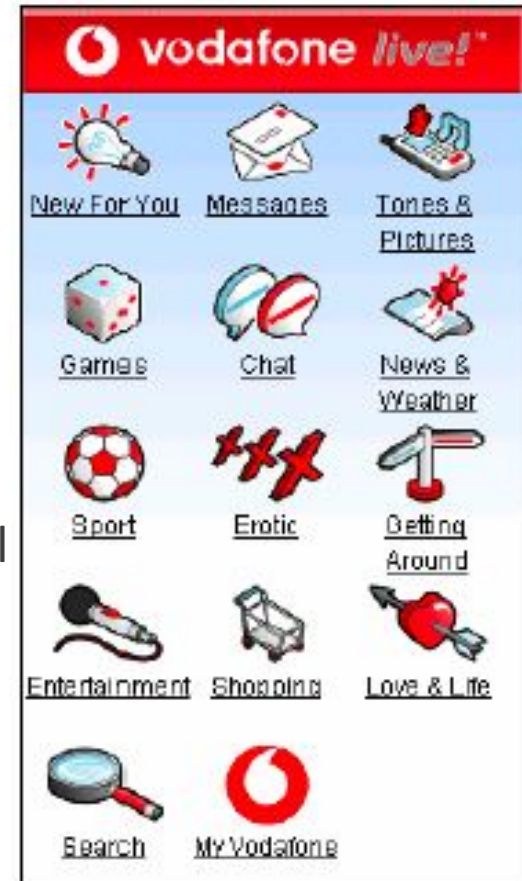 vodafone live!™
New For You Messages Tones &
Pictures
Games Chat News &
Weather
Sport Erotic Getting
Around
Entertainment Shopping Love & Life
Search My Vodafone